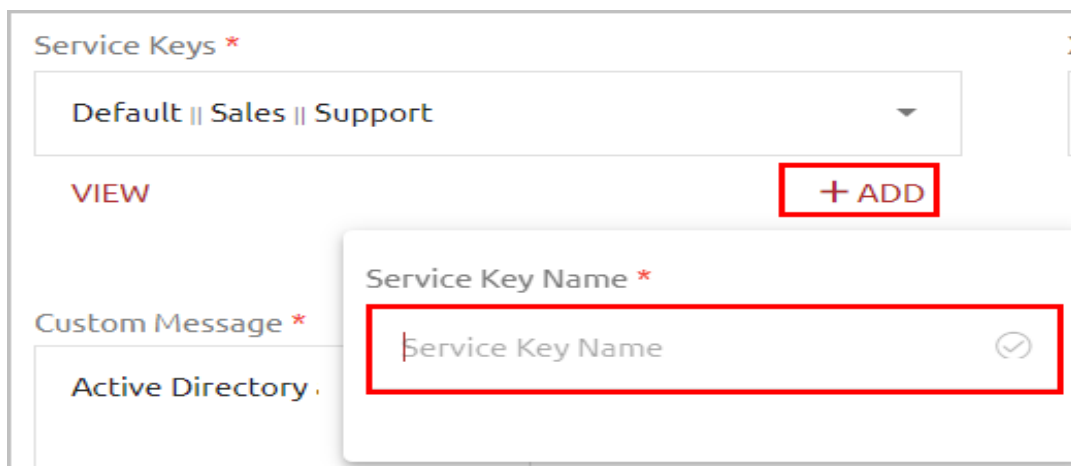 Service Keys *
Default || Sales || Support
VIEW
+ ADD
Service Key Name *
Service Key Name
Custom Message *
Active Directory